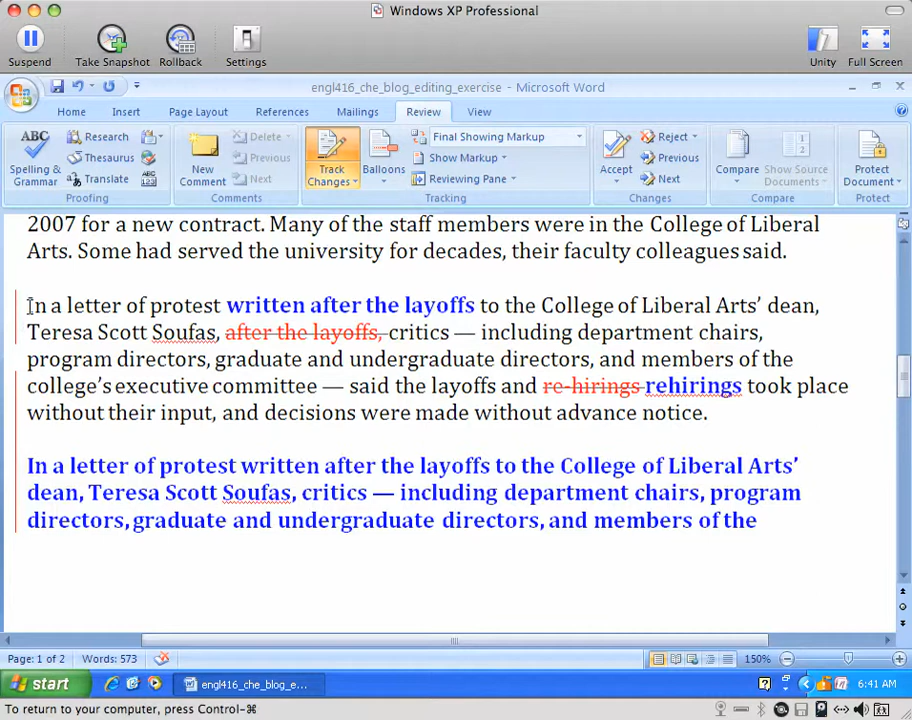 Windows XP Professional
Suspend
Take Snapshot
Rollback
Settings
Unity
Full Screen
engl 416_che_blog_editing_exercise - Microsoft Word
Home Insert Page Layout References Mailings Review View
ABC Spelling & Grammar
Research
Thesaurus
Translate
ABC 123
Proofing
New Comment
Delete
Previous
Next
Comments
Track Changes
Balloons
Final Showing Markup
Show Markup
Reviewing Pane
Tracking
Accept
Reject
Previous
Next
Changes
Compare
Show Source Documents
Compare
Protect Document
Protect
2007 for a new contract. Many of the staff members were in the College of Liberal
Arts. Some had served the university for decades, their faculty colleagues said.
In a letter of protest written after the layoffs to the College of Liberal Arts’ dean,
Teresa Scott Soufas, after the layoffs, critics — including department chairs,
program directors, graduate and undergraduate directors, and members of the
college’s executive committee — said the layoffs and re-hirings rehirings took place
without their input, and decisions were made without advance notice.
In a letter of protest written after the layoffs to the College of Liberal Arts’
dean, Teresa Scott Soufas, critics — including department chairs, program
directors, graduate and undergraduate directors, and members of the
Page: 1 of 2 Words: 573 150%
start engl416_che_blog_editing_e... 6:41 AM
To return to your computer, press Control-⌘